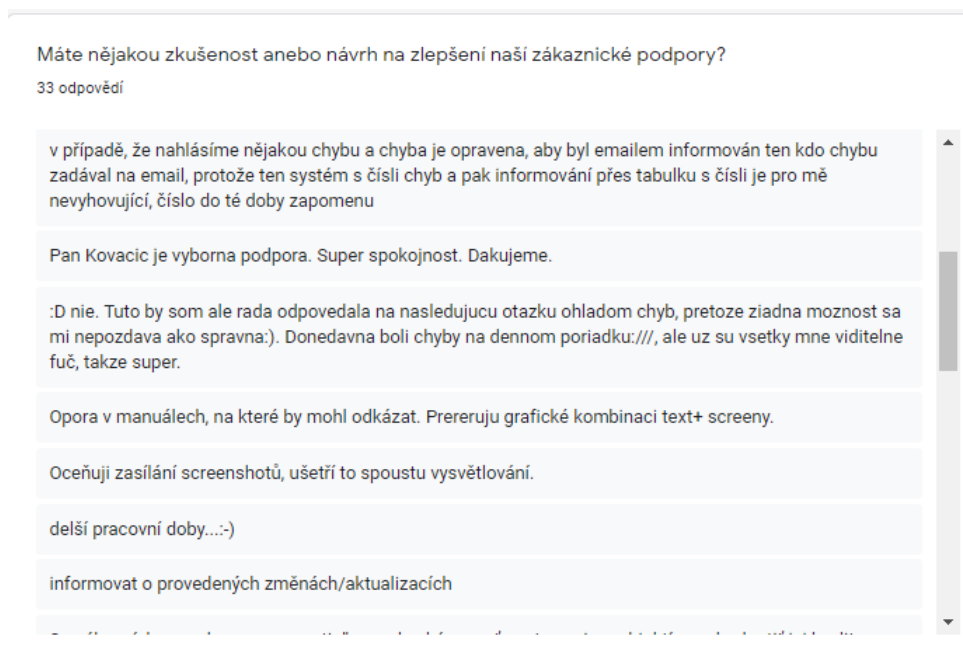 Máte nějakou zkušenost anebo návrh na zlepšení naší zákaznické podpory?
33 odpovědí
v případě, že nahlásíme nějakou chybu a chyba je opravena, aby byl emailem informován ten kdo chybu
zadával na email, protože ten systém s čísli chyb a pak informování přes tabulku s čísli je pro mě
nevyhovující, číslo do té doby zapomenu
Pan Kovacic je vyborna podpora. Super spokojnost. Dakujeme.
:D nie. Tuto by som ale rada odpovedala na nasledujucu otazku ohladom chyb, pretoze ziadna moznost sa
mi nepozdava ako spravna:). Donedavna boli chyby na dennom poriadku:///, ale uz su vsetky mne viditelne
fuč, takze super.
Opora v manuálech, na které by mohl odkázat. Prereruju grafické kombinaci text+ screeny.
Oceňuji zasílání screenshotů, ušetří to spoustu vysvětlování.
delší pracovní doby...:-)
informovat o provedených změnách/aktualizacích